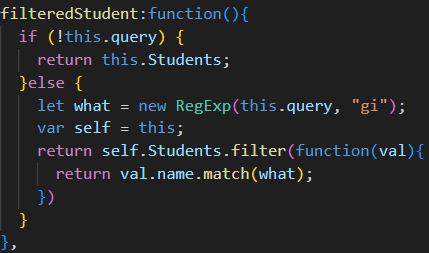 filteredStudent:function(){
if (!this.query) {
return this.Students;
}else {
let what = new RegExp(this.query, "gi");
var self = this;
return self.Students.filter(function(val){
return val.name.match(what);
})
}
},